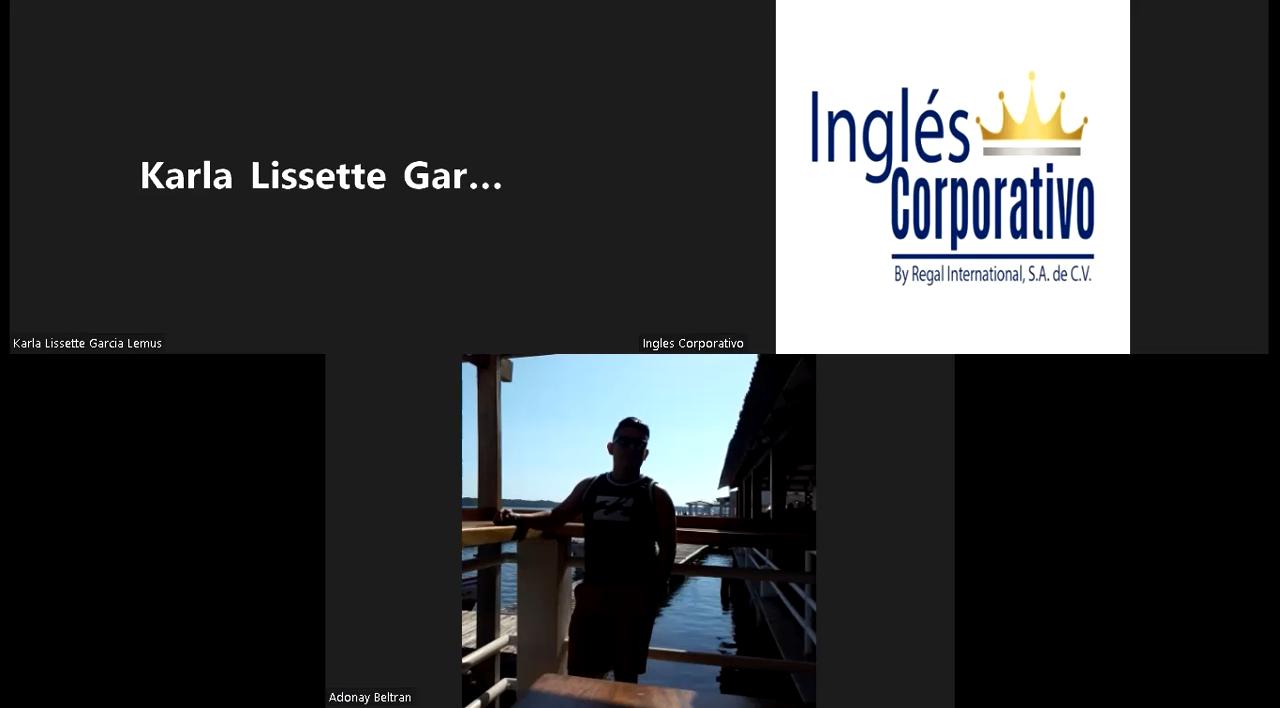 Karla Lissette Gar...
Inglés
Corporativo
By Regal International, S.A. de C.V.
Karla Lissette Garcia Lemus
Ingles Corporativo
Adonay Beltran